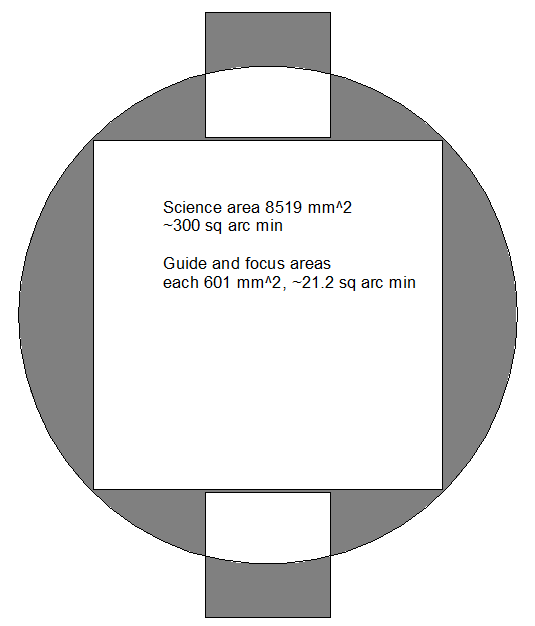 Science area 8519 mm^2
~300 sq arc min
Guide and focus areas
each 601 mm^2, ~21.2 sq arc min